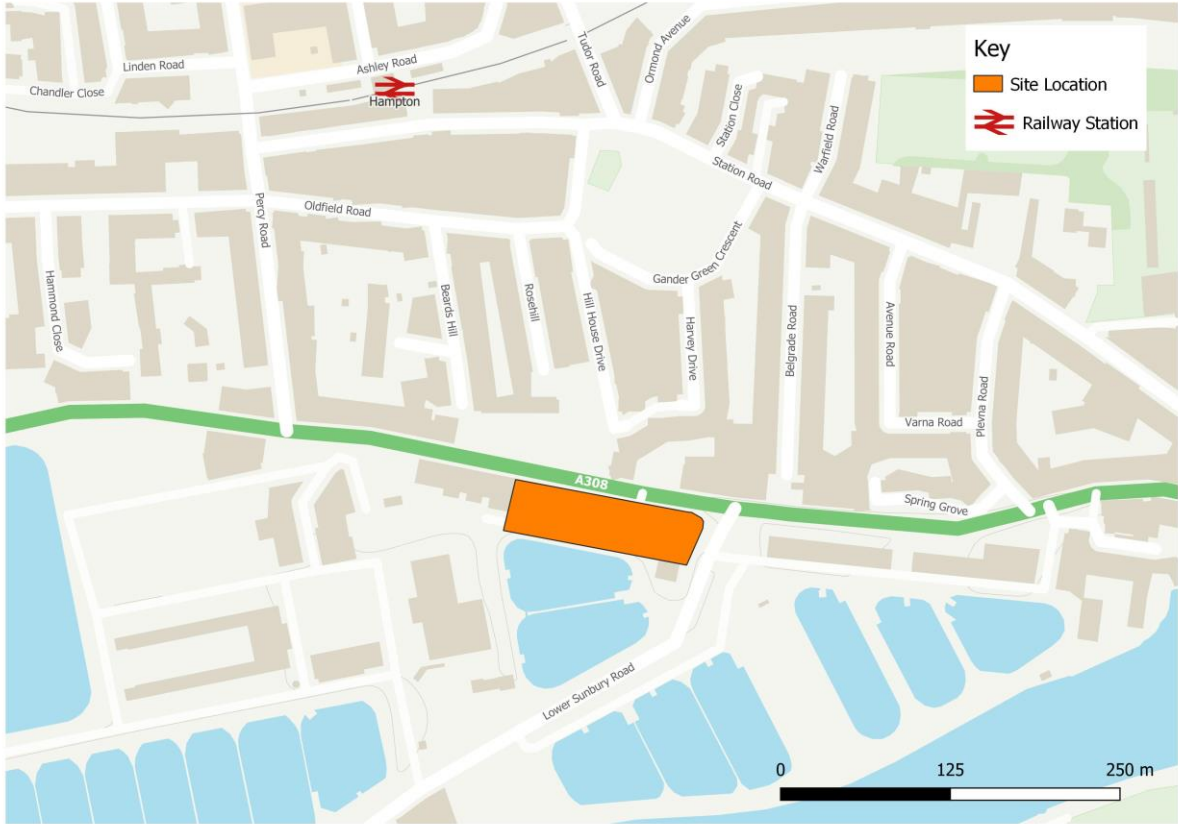 Linden Road
Chandler Close
Ashley Road
Hampton
Tudor Road
Ormond Avenue
Key
Site Location
Railway Station
Station Close
Warfield Road
Station Road
Percy Road
Oldfield Road
Hammond Close
Beards Hill
Rosehill
Hill House Drive
Gander Green Crescent
Harvey Drive
Belgrade Road
Avenue Road
Plevna Road
Varna Road
Spring Grove
A308
Lower Sunbury Road
0 125 250 m